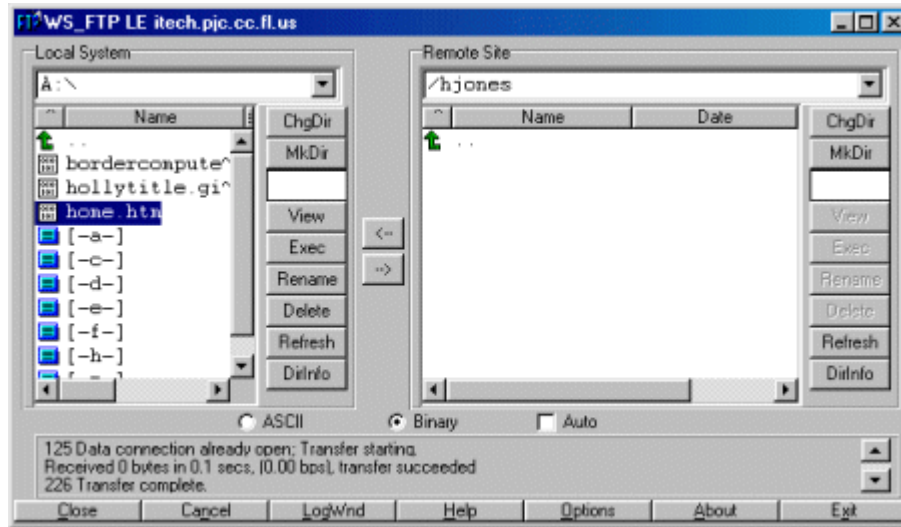 WS_FTP LE itech.pjc.cc.fl.us
Local System
A:\
Name
..
bordercompute^
hollytitle.gi^
home.htm
[-a-]
[-c-]
[-d-]
[-e-]
[-f-]
[-h-]
ChgDir
MkDir
View
Exec
Rename
Delete
Refresh
DirInfo
<--
-->
Remote Site
/hjones
Name Date
..
ChgDir
MkDir
View
Exec
Rename
Delete
Refresh
DirInfo
ASCII Binary Auto
125 Data connection already open; Transfer starting.
Received 0 bytes in 0.1 secs, (0.00 bps), transfer succeeded
226 Transfer complete.
Close Cancel LogWnd Help Options About Exit